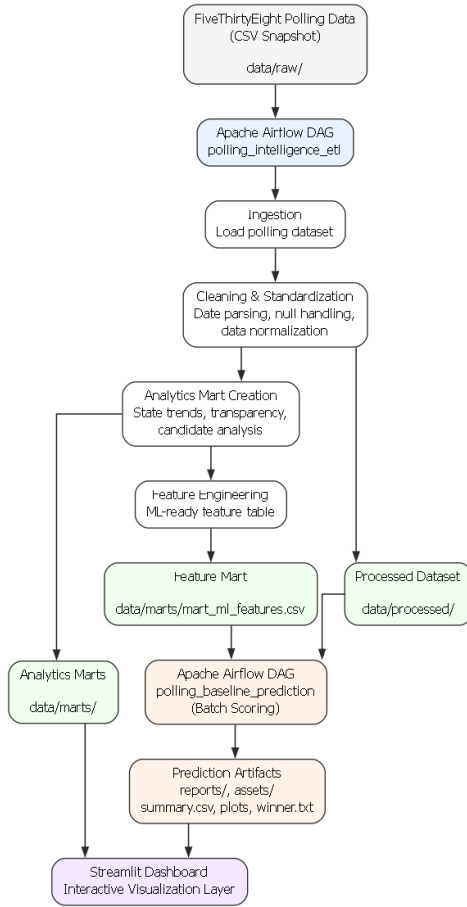 FiveThirtyEight Polling Data
(CSV Snapshot)
data/raw/
Apache Airflow DAG
polling_intelligence_etl
Ingestion
Load polling dataset
Cleaning & Standardization
Date parsing, null handling,
data normalization
Analytics Mart Creation
State trends, transparency,
candidate analysis
Feature Engineering
ML-ready feature table
Feature Mart
data/marts/mart_ml_features.csv
Processed Dataset
data/processed/
Analytics Marts
data/marts/
Apache Airflow DAG
polling_baseline_prediction
(Batch Scoring)
Prediction Artifacts
reports/, assets/
summary.csv, plots, winner.txt
Streamlit Dashboard
Interactive Visualization Layer